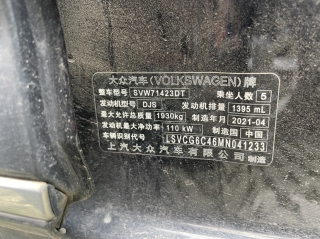 大众汽车(VOLKSWAGEN)牌
整车型号 SVW71423DT 乘坐人数 5
发动机型号 DJS 发动机排量 1395 mL
最大允许总质量 1930kg 制造年月 2021-04
发动机最大净功率 110 kW 制造国 中国
车辆识别代号 LSVCG6C46MN041233
上汽大众汽车有限公司 制造